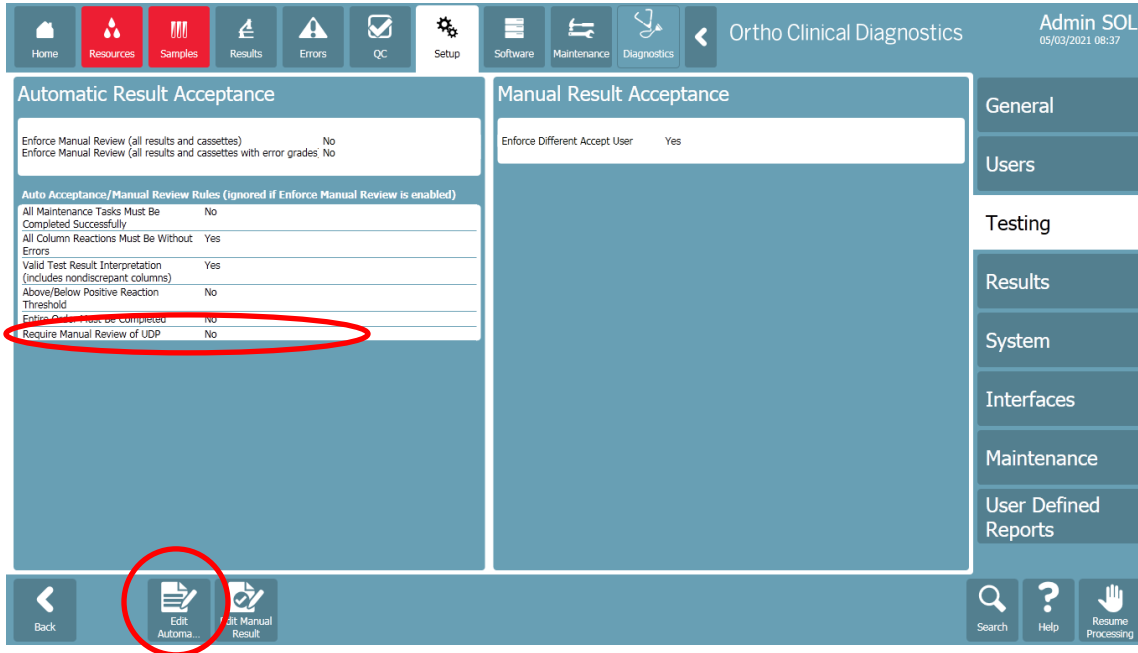 Home
Resources
Samples
Results
Errors
QC
Setup
Software
Maintenance
Diagnostics
Ortho Clinical Diagnostics
Admin SOL
05/03/2021 08:37
Automatic Result Acceptance
Enforce Manual Review (all results and cassettes) No
Enforce Manual Review (all results and cassettes with error grades) No
Auto Acceptance/Manual Review Rules (ignored if Enforce Manual Review is enabled)
All Maintenance Tasks Must Be No
Completed Successfully
All Column Reactions Must Be Without Yes
Errors
Valid Test Result Interpretation Yes
(includes nondiscrepant columns)
Above/Below Positive Reaction No
Threshold
Entire Order Must Be Completed No
Require Manual Review of UDP No
Manual Result Acceptance
Enforce Different Accept User Yes
General
Users
Testing
Results
System
Interfaces
Maintenance
User Defined
Reports
Back
Edit
Automa...
Edit Manual
Result
Search
Help
Resume
Processing